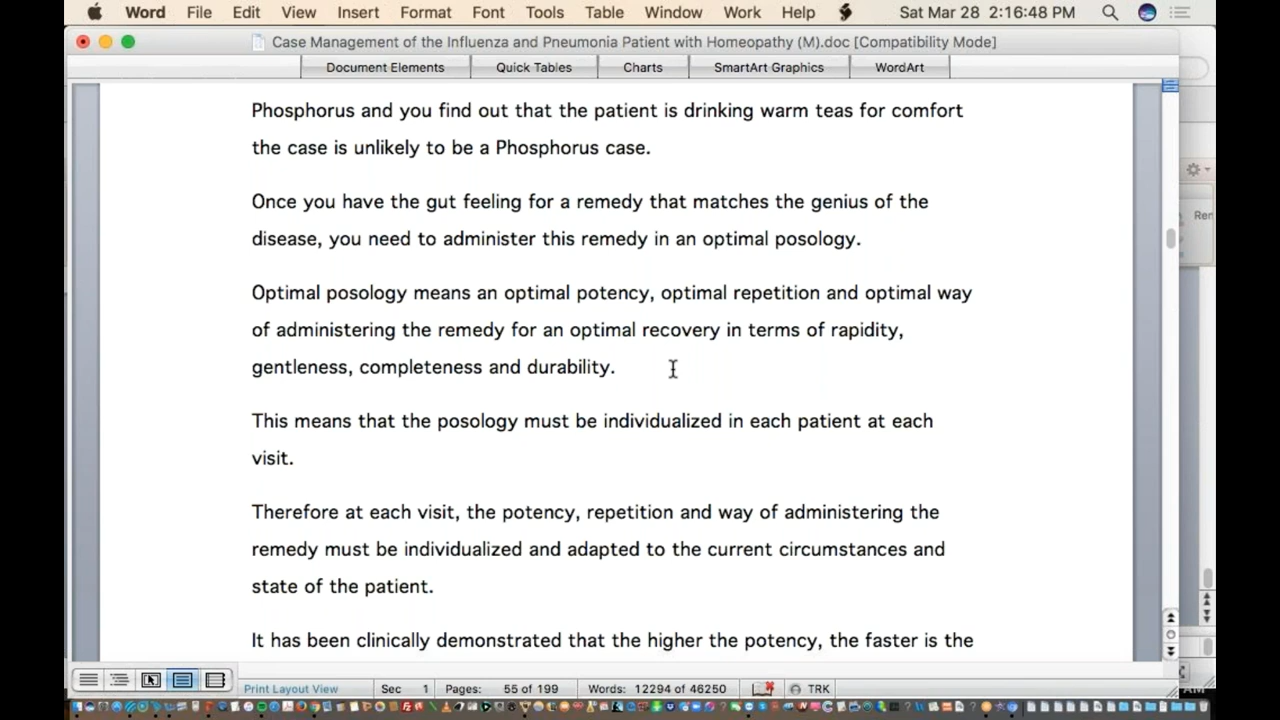 Word File Edit View Insert Format Font Tools Table Window Work Help Sat Mar 28 2:16:48 PM
Case Management of the Influenza and Pneumonia Patient with Homeopathy (M).doc [Compatibility Mode]
Document Elements Quick Tables Charts SmartArt Graphics WordArt
Phosphorus and you find out that the patient is drinking warm teas for comfort
the case is unlikely to be a Phosphorus case.
Once you have the gut feeling for a remedy that matches the genius of the
disease, you need to administer this remedy in an optimal posology.
Optimal posology means an optimal potency, optimal repetition and optimal way
of administering the remedy for an optimal recovery in terms of rapidity,
gentleness, completeness and durability.
This means that the posology must be individualized in each patient at each
visit.
Therefore at each visit, the potency, repetition and way of administering the
remedy must be individualized and adapted to the current circumstances and
state of the patient.
It has been clinically demonstrated that the higher the potency, the faster is the
Ren
Print Layout View Sec 1 Pages: 55 of 199 Words: 12294 of 46250 TRK
AM